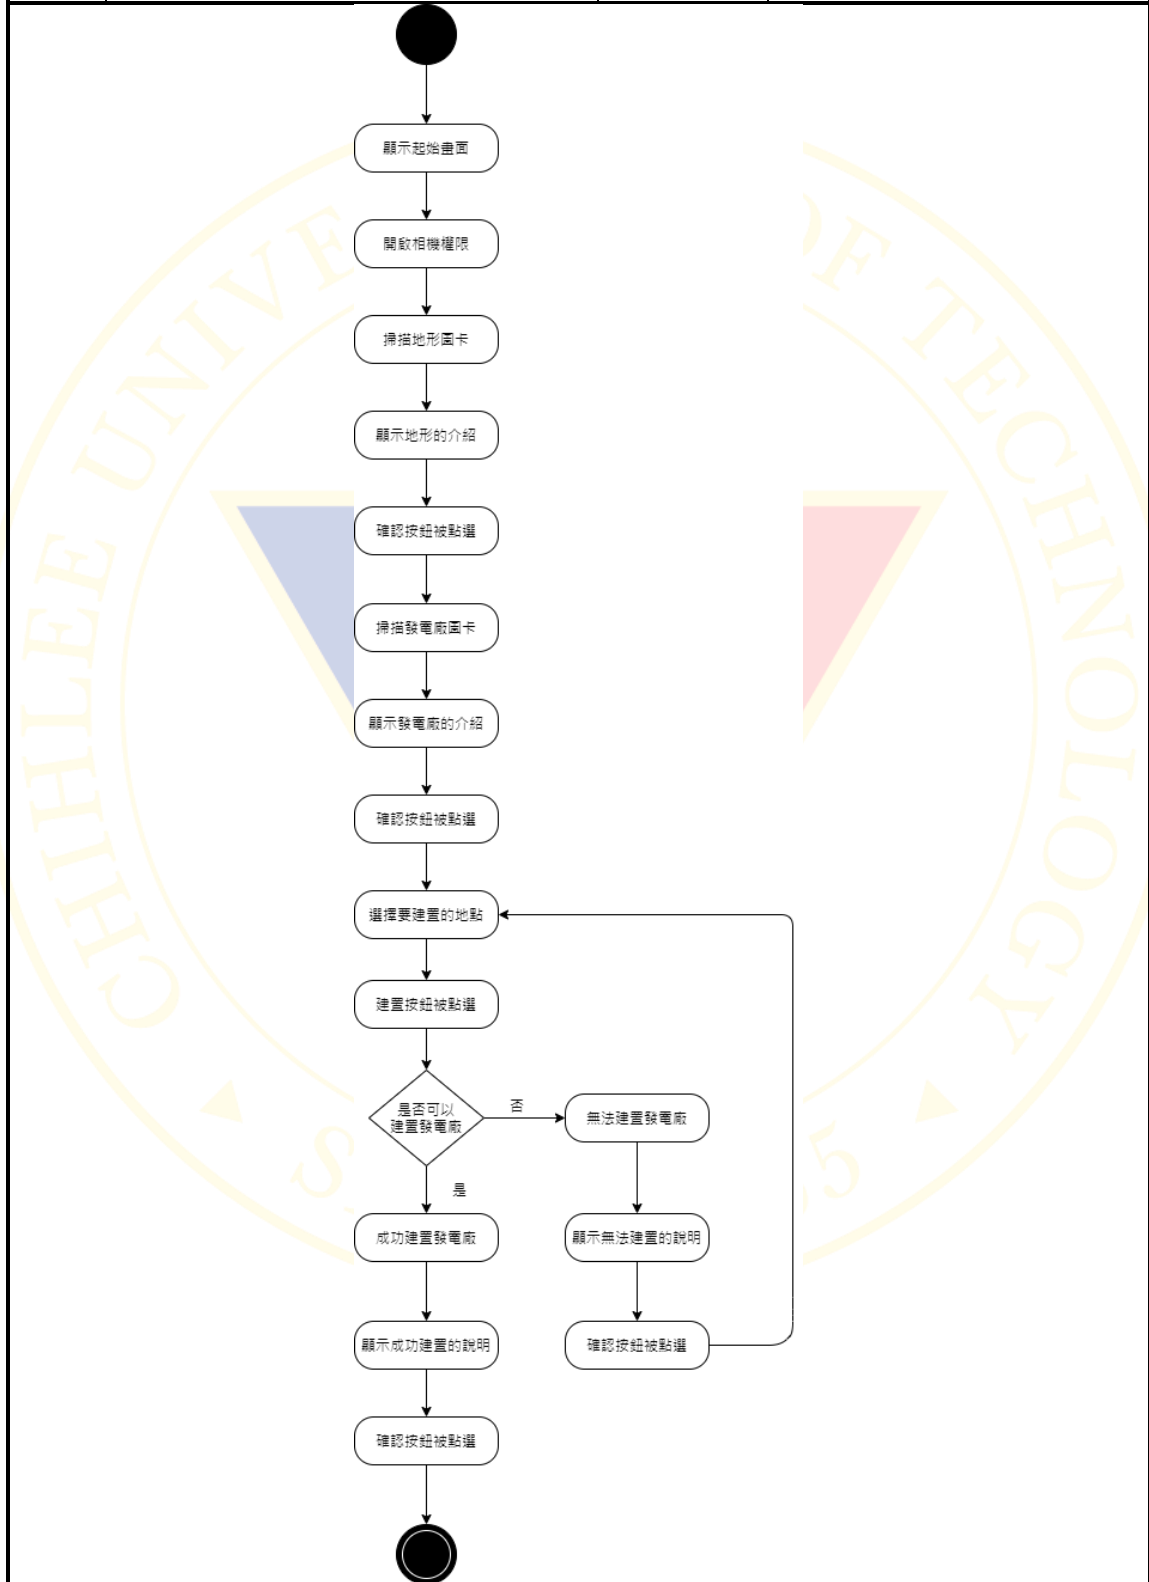 顯示起始畫面
開啟相機權限
掃描地形圖卡
顯示地形的介紹
確認按鈕被點選
掃描發電廠圖卡
顯示發電廠的介紹
確認按鈕被點選
選擇要建置的地點
建置按鈕被點選
是否可以
建置發電廠
否
無法建置發電廠
是
成功建置發電廠
顯示無法建置的說明
顯示成功建置的說明
確認按鈕被點選
確認按鈕被點選
CHIHLEE UNIVE
OF TECHNOLOGY
S
5